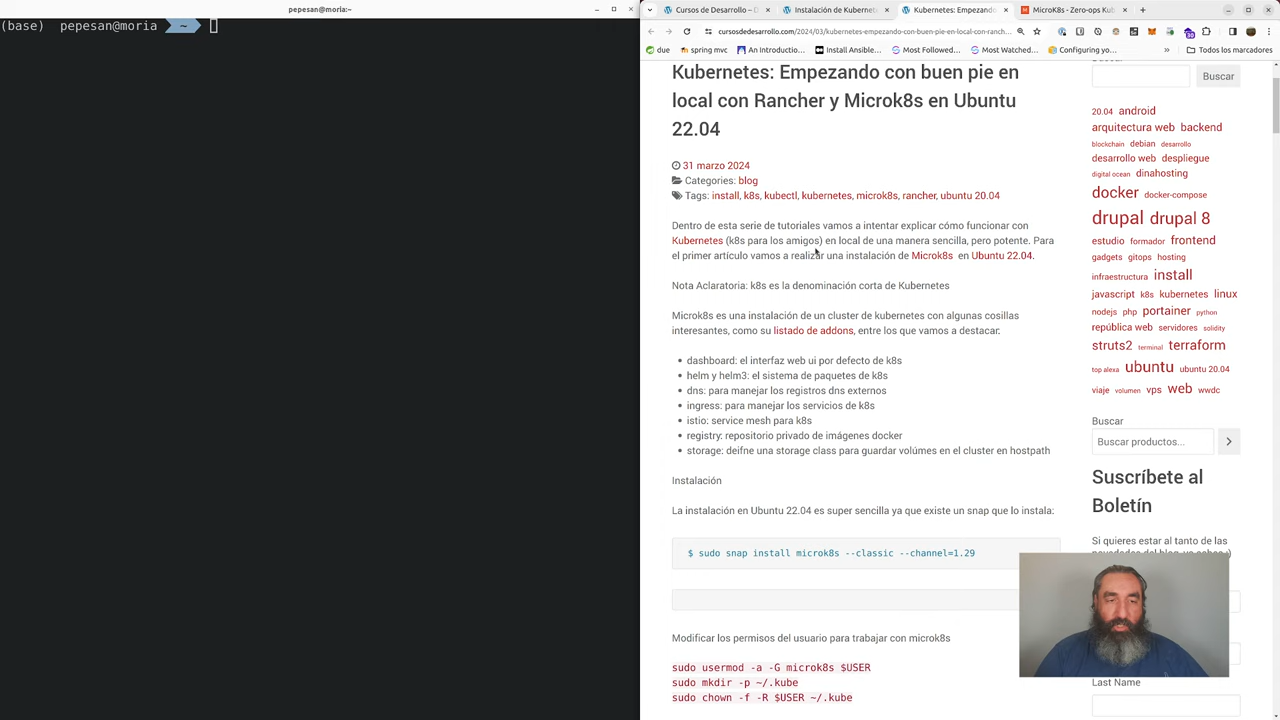 pepesan@moria:~
(base) pepesan@moria ~
Cursos de Desarrollo – D
Instalación de Kubernet
Kubernetes: Empezando
MicroK8s - Zero-ops Kub
cursosdedesarrollo.com/2024/03/kubernetes-empezando-con-buen-pie-en-local-con-ranch...
due
spring mvc
An Introductio...
Install Ansible...
Most Followed...
Most Watched...
Configuring yo...
»
Todos los marcadores
Kubernetes: Empezando con buen pie en
local con Rancher y Microk8s en Ubuntu
22.04
31 marzo 2024
Categories: blog
Tags: install, k8s, kubectl, kubernetes, microk8s, rancher, ubuntu 20.04
Dentro de esta serie de tutoriales vamos a intentar explicar cómo funcionar con
Kubernetes (k8s para los amigos) en local de una manera sencilla, pero potente. Para
el primer artículo vamos a realizar una instalación de Microk8s en Ubuntu 22.04.
Nota Aclaratoria: k8s es la denominación corta de Kubernetes
Microk8s es una instalación de un cluster de kubernetes con algunas cosillas
interesantes, como su listado de addons, entre los que vamos a destacar:
• dashboard: el interfaz web ui por defecto de k8s
• helm y helm3: el sistema de paquetes de k8s
• dns: para manejar los registros dns externos
• ingress: para manejar los servicios de k8s
• istio: service mesh para k8s
• registry: repositorio privado de imágenes docker
• storage: deifne una storage class para guardar volúmes en el cluster en hostpath
Instalación
La instalación en Ubuntu 22.04 es super sencilla ya que existe un snap que lo instala:
$ sudo snap install microk8s --classic --channel=1.29
Modificar los permisos del usuario para trabajar con microk8s
sudo usermod -a -G microk8s $USER
sudo mkdir -p ~/.kube
sudo chown -f -R $USER ~/.kube
Buscar
20.04 android
arquitectura web backend
blockchain debian desarrollo
desarrollo web despliegue
digital ocean dinahosting
docker docker-compose
drupal drupal 8
estudio formador frontend
gadgets gitops hosting
infraestructura install
javascript k8s kubernetes linux
nodejs php portainer python
república web servidores solidity
struts2 terminal terraform
top alexa ubuntu ubuntu 20.04
viaje volumen vps web wwdc
Buscar
Buscar productos...
Suscríbete al
Boletín
Si quieres estar al tanto de las
novedades del blog, ya sabes :)
Last Name